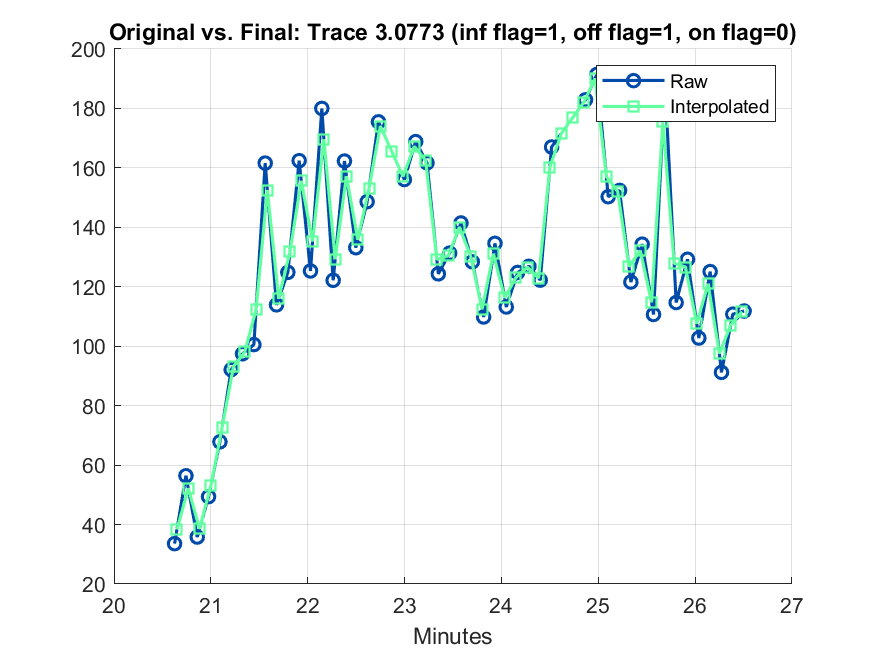 Original vs. Final: Trace 3.0773 (inf flag=1, off flag=1, on flag=0)
200
180
160
140
120
100
80
60
40
20
Raw
Interpolated
20 21 22 23 24 25 26 27
Minutes